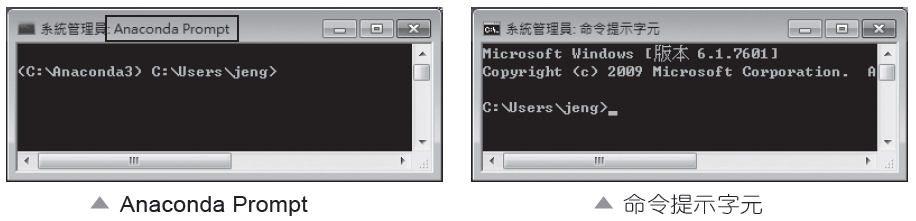 系統管理員: Anaconda Prompt
(C:\Anaconda3) C:\Users\jeng>
▲ Anaconda Prompt
系統管理員: 命令提示字元
Microsoft Windows [版本 6.1.7601]
Copyright (c) 2009 Microsoft Corporation. A
C:\Users\jeng>_
▲ 命令提示字元